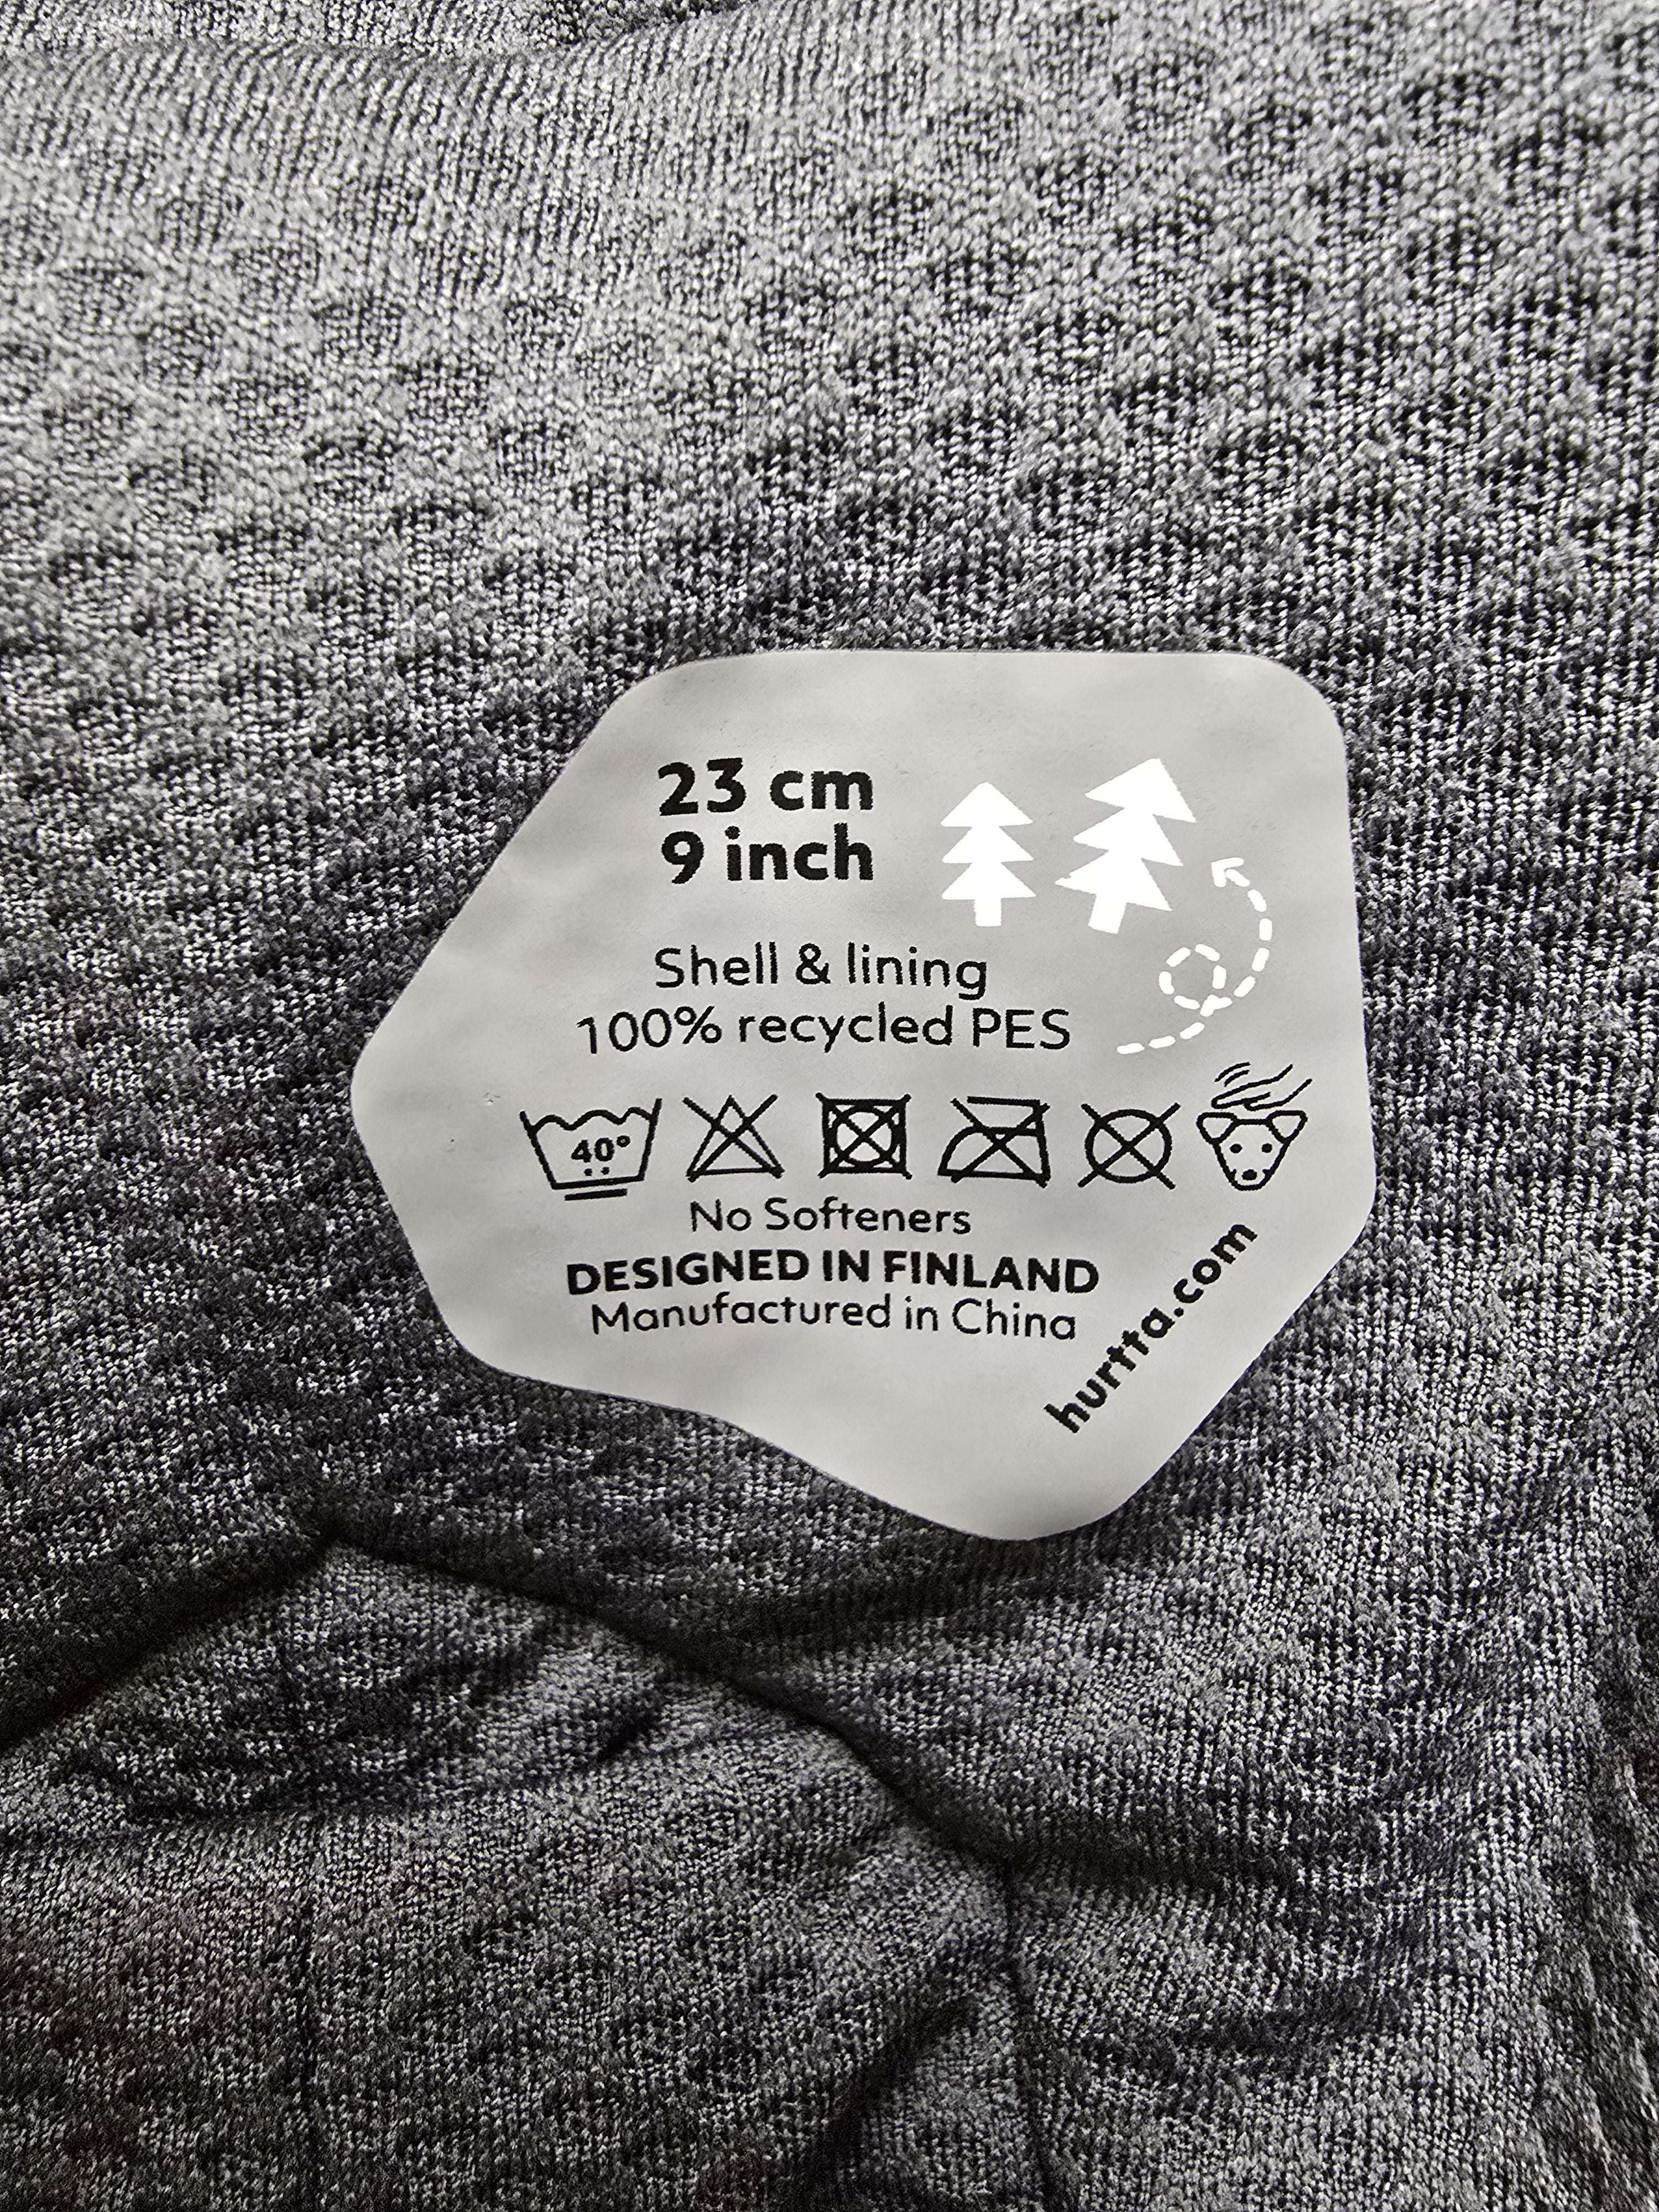 23 cm
9 inch
Shell & lining
100% recycled PES
40°
No Softeners
DESIGNED IN FINLAND
Manufactured in China
hurtta.com